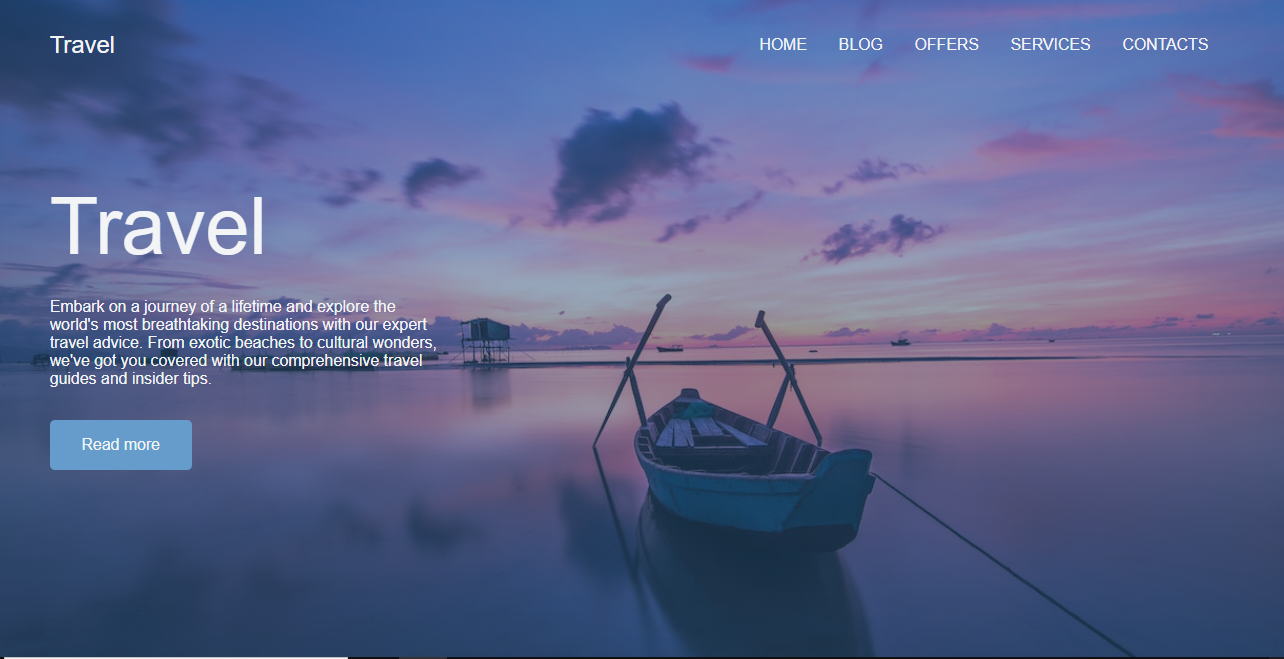 Travel
HOME BLOG OFFERS SERVICES CONTACTS
Travel
Embark on a journey of a lifetime and explore the
world's most breathtaking destinations with our expert
travel advice. From exotic beaches to cultural wonders,
we've got you covered with our comprehensive travel
guides and insider tips.
Read more